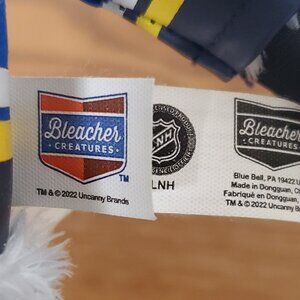 Bleacher
CREATURES
TM
TM & © 2022 Uncanny Brands
NHL
LNH
Bleacher
CREATURES
Blue Bell, PA 19422 U
Made in Dongguan, C
Fabriqué en Dongguan,
TM & © 2022 Uncanny B